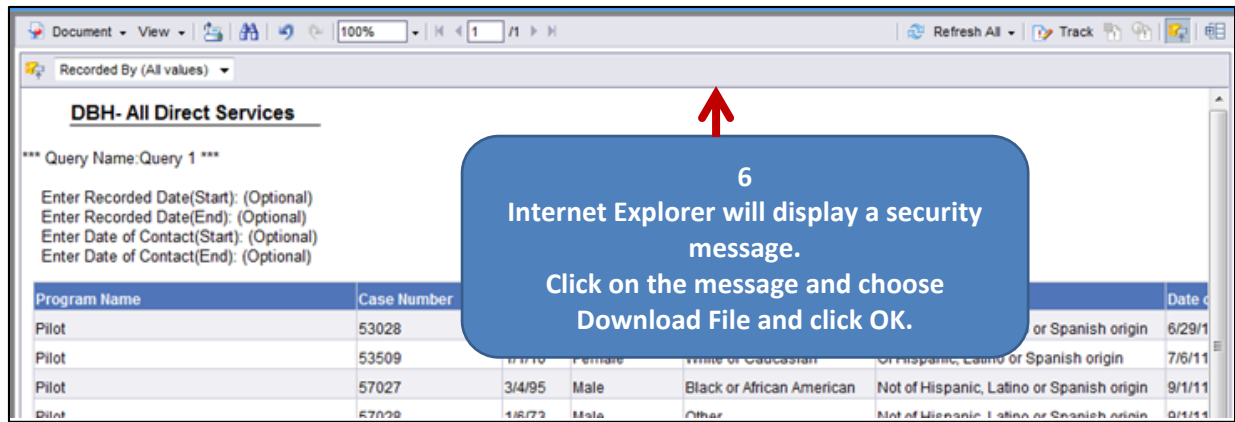 Document View 100% 1 /1 Refresh All Track
Recorded By (All values)
DBH- All Direct Services
*** Query Name:Query 1 ***
Enter Recorded Date(Start): (Optional)
Enter Recorded Date(End): (Optional)
Enter Date of Contact(Start): (Optional)
Enter Date of Contact(End): (Optional)
6
Internet Explorer will display a security
message.
Click on the message and choose
Download File and click OK.
Program Name Case Number Date
Pilot 53028 or Spanish origin 6/29/1
Pilot 53509 1/1/10 Female White or Caucasian Of Hispanic, Latino or Spanish origin 7/6/11
Pilot 57027 3/4/95 Male Black or African American Not of Hispanic, Latino or Spanish origin 9/1/11
Pilot 57028 1/6/73 Male Other Not of Hispanic, Latino or Spanish origin 9/1/11